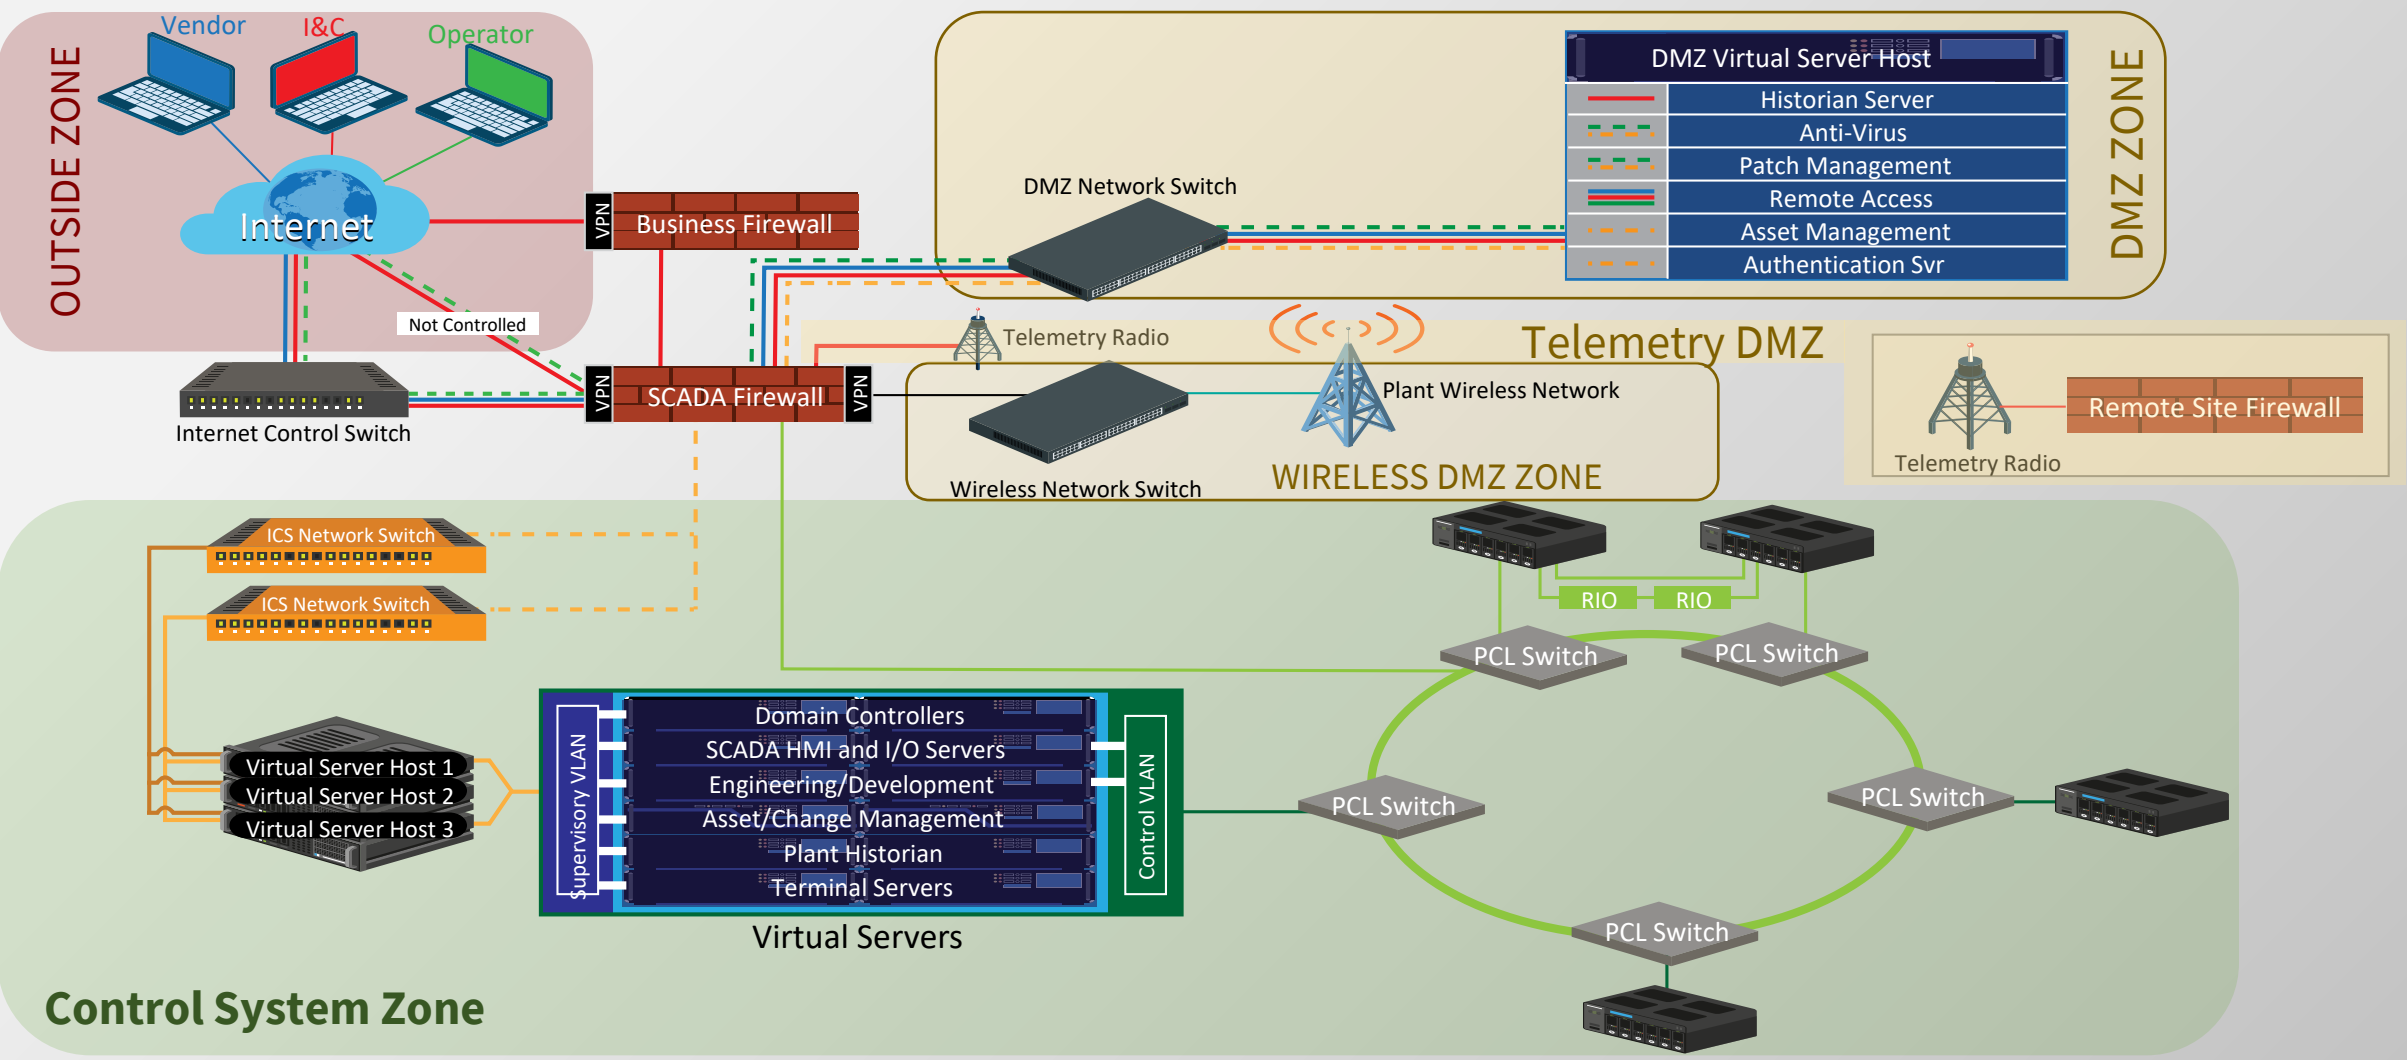 OUTSIDE ZONE
Vendor
I&C
Operator
Internet
Not Controlled
VPN
Business Firewall
DMZ Network Switch
DMZ Virtual Server Host
Historian Server
Anti-Virus
Patch Management
Remote Access
Asset Management
Authentication Svr
DMZ ZONE
Internet Control Switch
VPN
SCADA Firewall
VPN
Telemetry Radio
Telemetry DMZ
Plant Wireless Network
Wireless Network Switch
WIRELESS DMZ ZONE
Telemetry Radio
Remote Site Firewall
ICS Network Switch
ICS Network Switch
Virtual Server Host 1
Virtual Server Host 2
Virtual Server Host 3
Supervisory VLAN
Domain Controllers
SCADA HMI and I/O Servers
Engineering/Development
Asset/Change Management
Plant Historian
Terminal Servers
Control VLAN
Virtual Servers
RIO
RIO
PCL Switch
PCL Switch
PCL Switch
PCL Switch
PCL Switch
Control System Zone